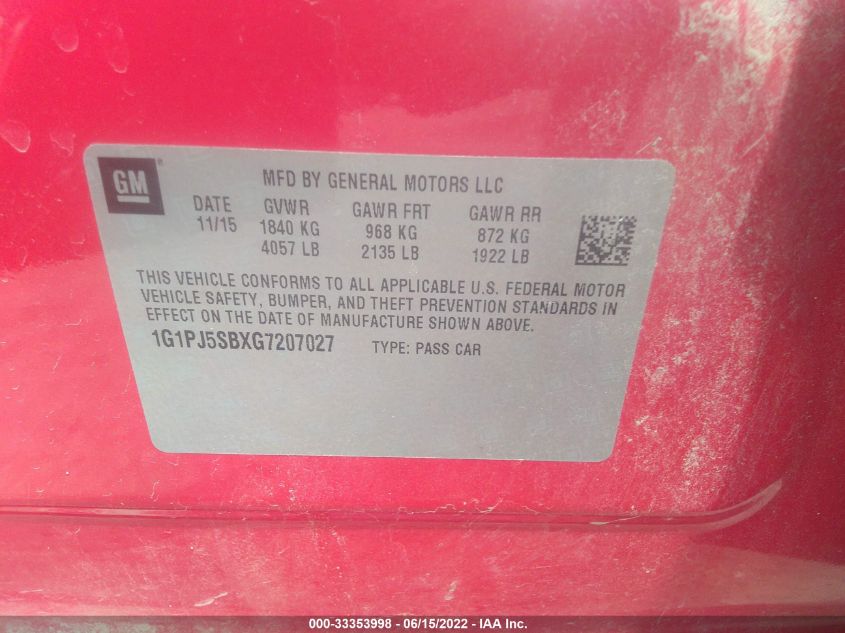 GM ®
MFD BY GENERAL MOTORS LLC
DATE GVWR GAWR FRT GAWR RR
11/15 1840 KG 968 KG 872 KG
4057 LB 2135 LB 1922 LB
THIS VEHICLE CONFORMS TO ALL APPLICABLE U.S. FEDERAL MOTOR
VEHICLE SAFETY, BUMPER, AND THEFT PREVENTION STANDARDS IN
EFFECT ON THE DATE OF MANUFACTURE SHOWN ABOVE.
1G1PJ5SBXG7207027 TYPE: PASS CAR
000-33353998 - 06/15/2022 - IAA Inc.